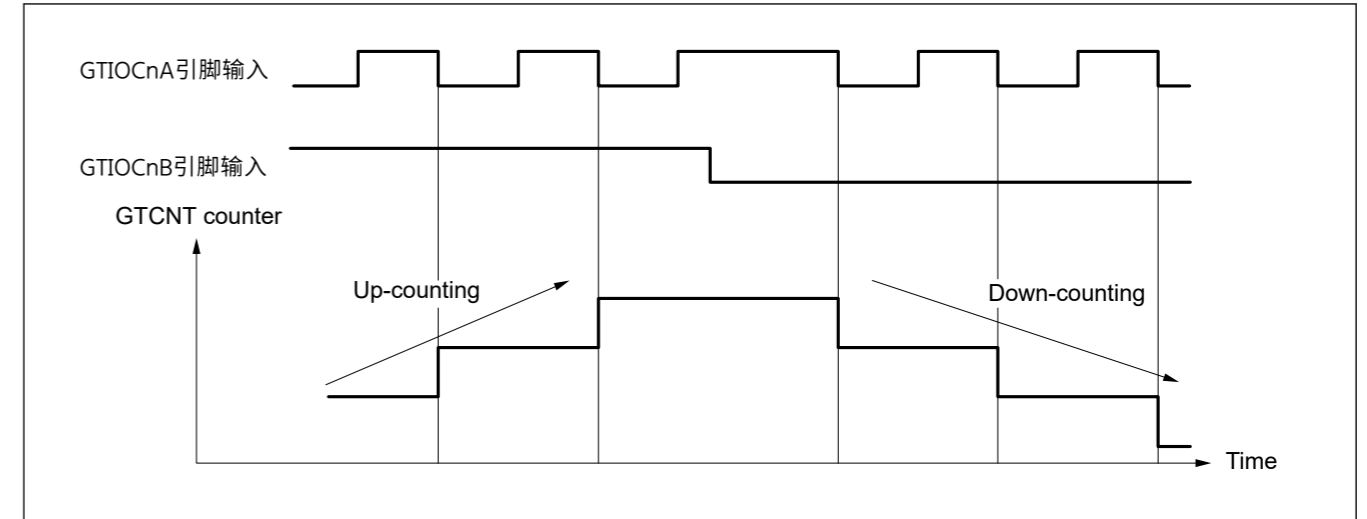 GTIOCnA引脚输入
GTIOCnB引脚输入
GTCNT counter
Up-counting
Down-counting
Time